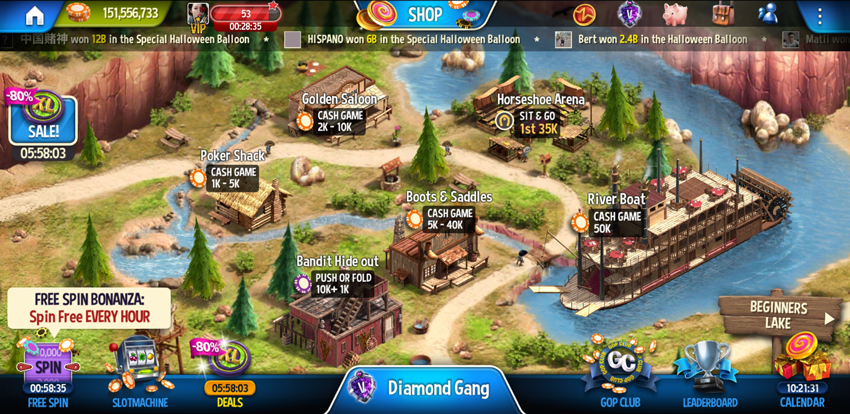 151,556,733
VIP
53
00:28:35
SHOP
中国赌神 won 12B in the Special Halloween Balloon
HISPANO won 6B in the Special Halloween Balloon
Bert won 2.4B in the Special Halloween Balloon
Matii wo
-80%
SALE!
05:58:03
Golden Saloon
CASH GAME
2K - 10K
Horseshoe Arena
SIT & GO
1st 35K
Poker Shack
CASH GAME
1K - 5K
Boots & Saddles
CASH GAME
5K - 40K
River Boat
CASH GAME
50K
Bandit Hide out
PUSH OR FOLD
10K+ 1K
FREE SPIN BONANZA:
Spin Free EVERY HOUR
BEGINNERS
LAKE
SPIN
00:58:35
FREE SPIN
SLOTMACHINE
-80%
05:58:03
DEALS
Diamond Gang
GC
GOP CLUB
LEADERBOARD
10:21:31
CALENDAR